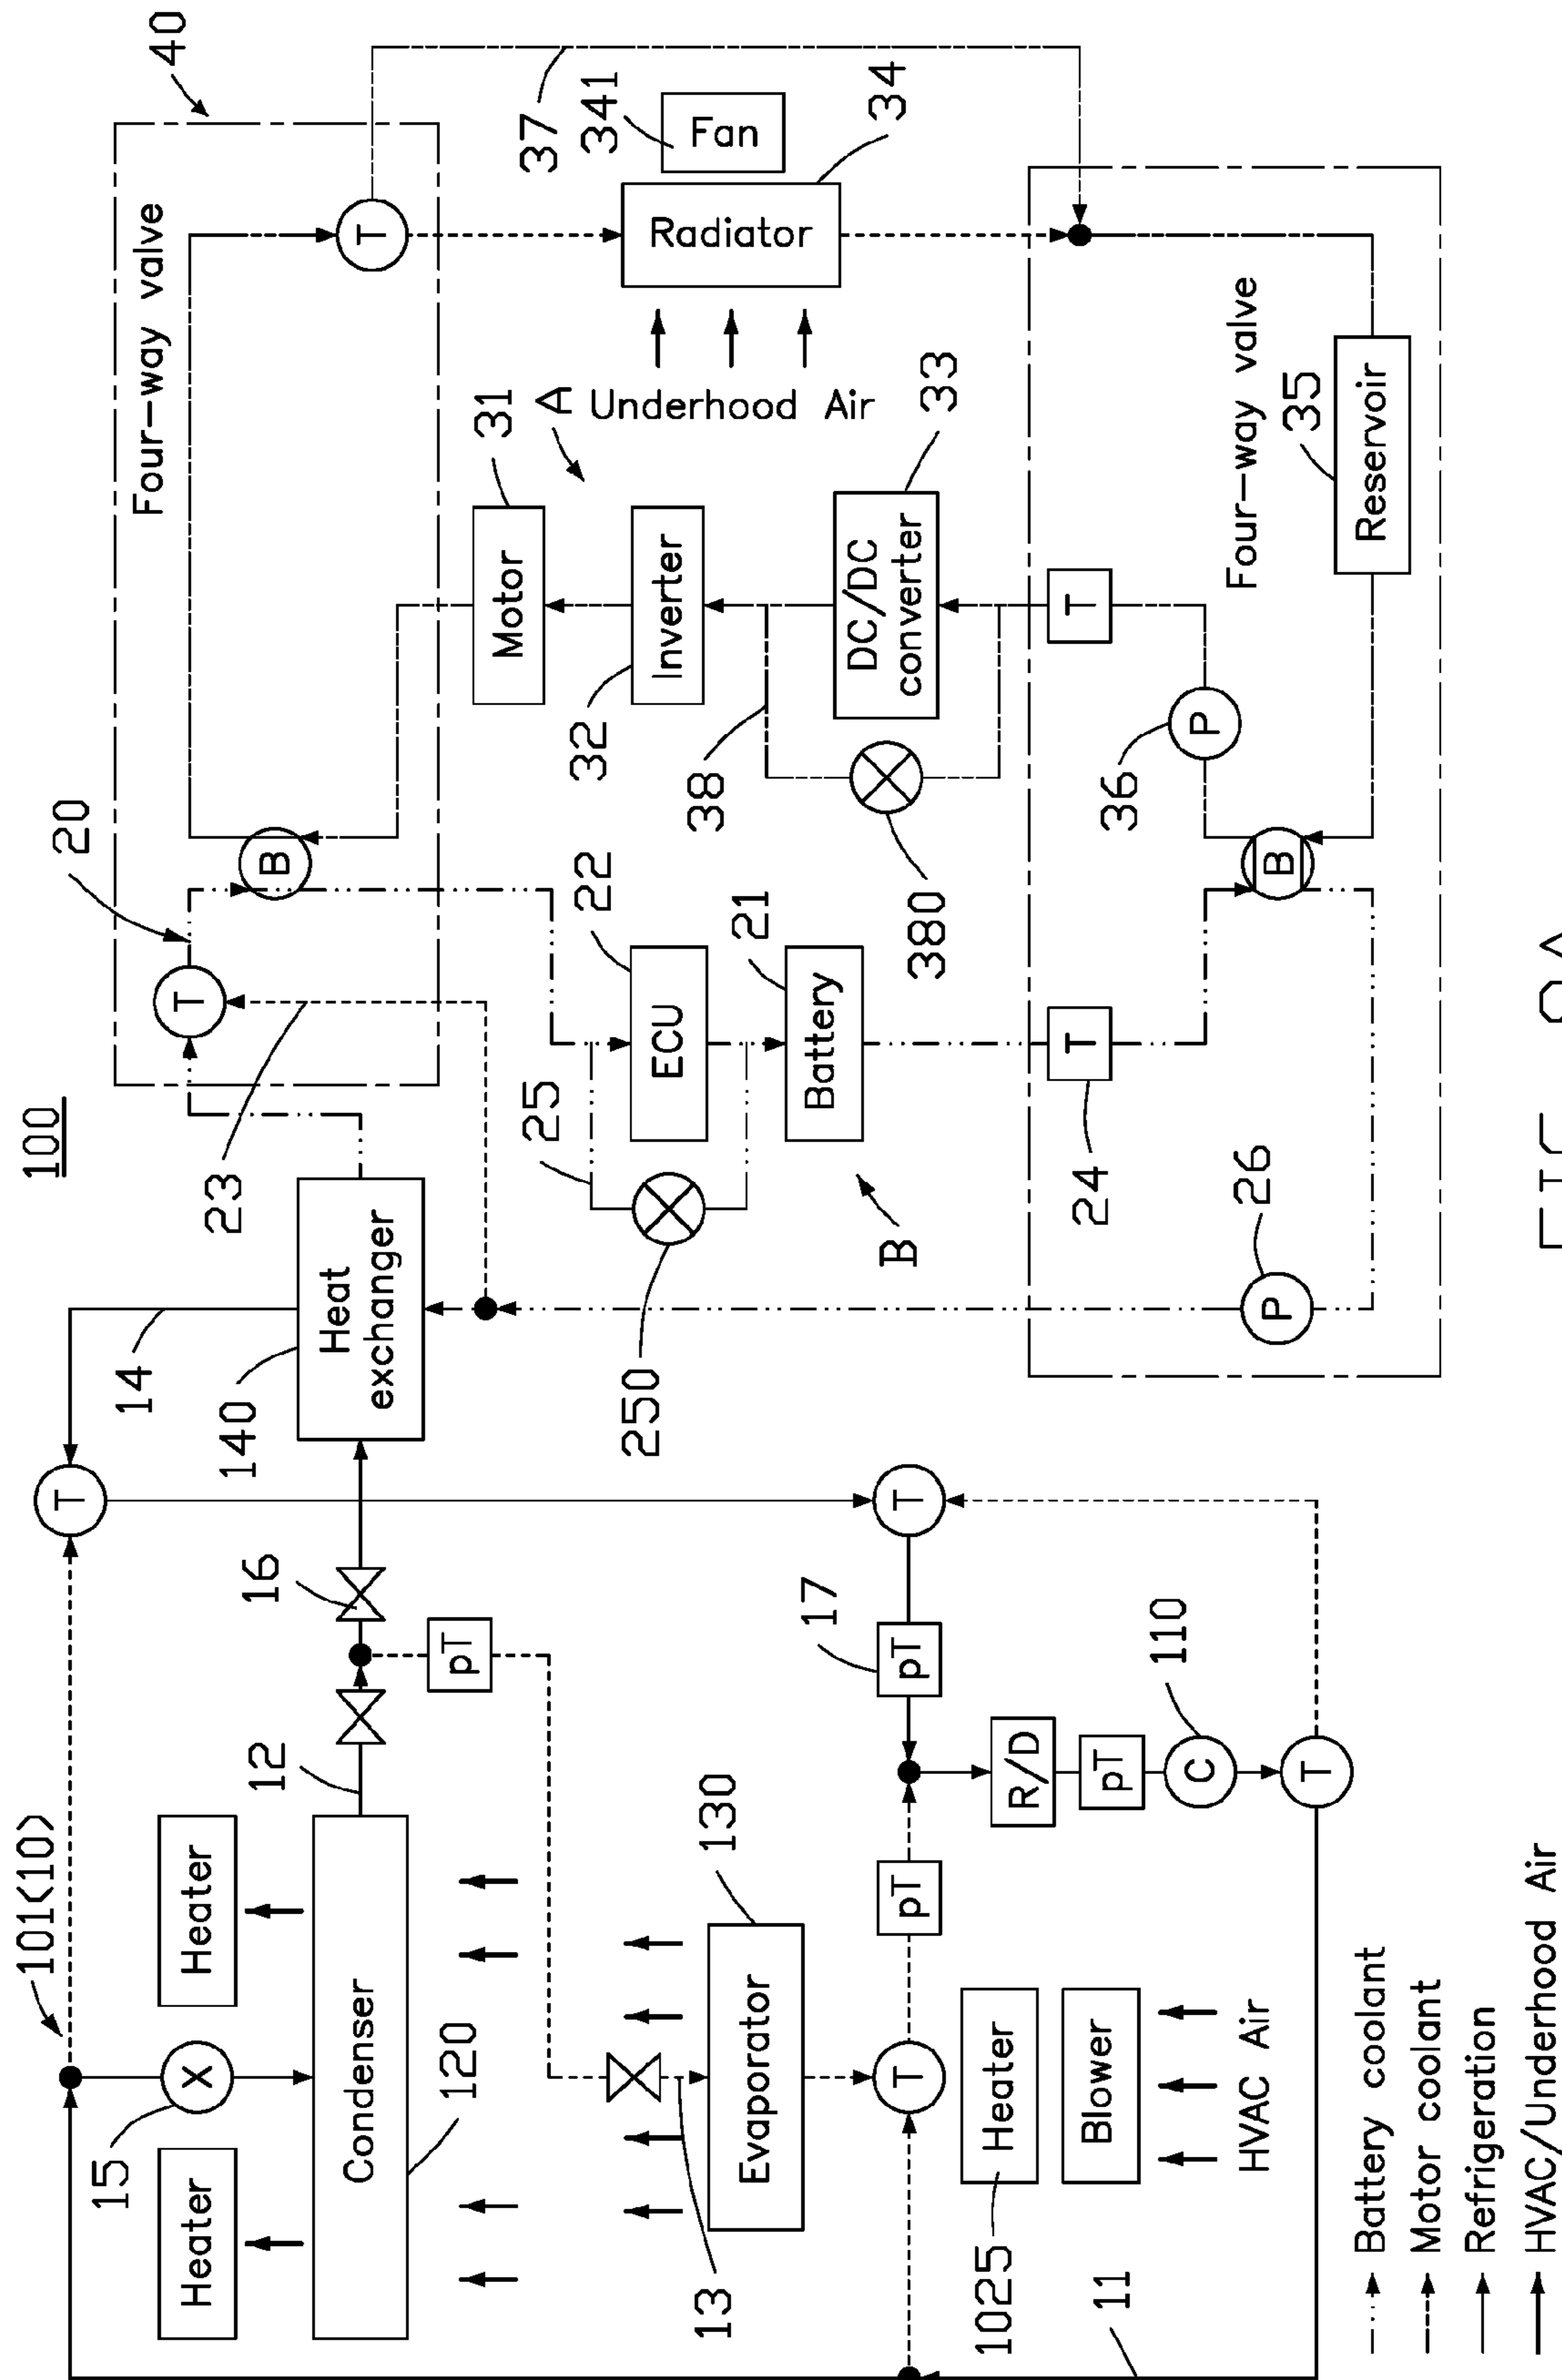 100
101(10)
20
40
Four-way valve
T
T
T
B
23
14
140
Heat
exchanger
16
12
15
X
Heater
Heater
Condenser
120
pT
13
130
Evaporator
T
pT
17
pT
T
R/D
pT
110
C
T
1025
Heater
Blower
HVAC Air
11
25
250
22
ECU
21
Battery
B
24
T
26
P
31
Motor
32
Inverter
A
Underhood Air
38
380
33
DC/DC
converter
T
36
P
B
37
341
Fan
34
Radiator
Four-way valve
35
Reservoir
Battery coolant
Motor coolant
Refrigeration
HVAC/Underhood Air